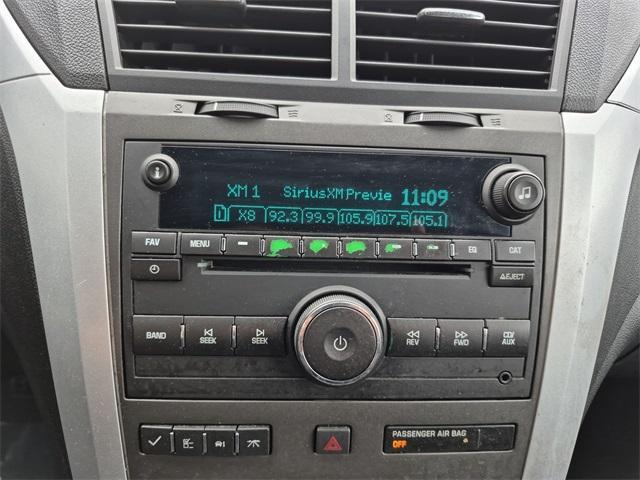 XM 1 SiriusXM Previe 11:09
1 X8 92.3 99.9 105.9 107.5 105.1
FAV MENU EQ CAT
EJECT
BAND SEEK SEEK REV FWD CD/
AUX
PASSENGER AIR BAG
OFF